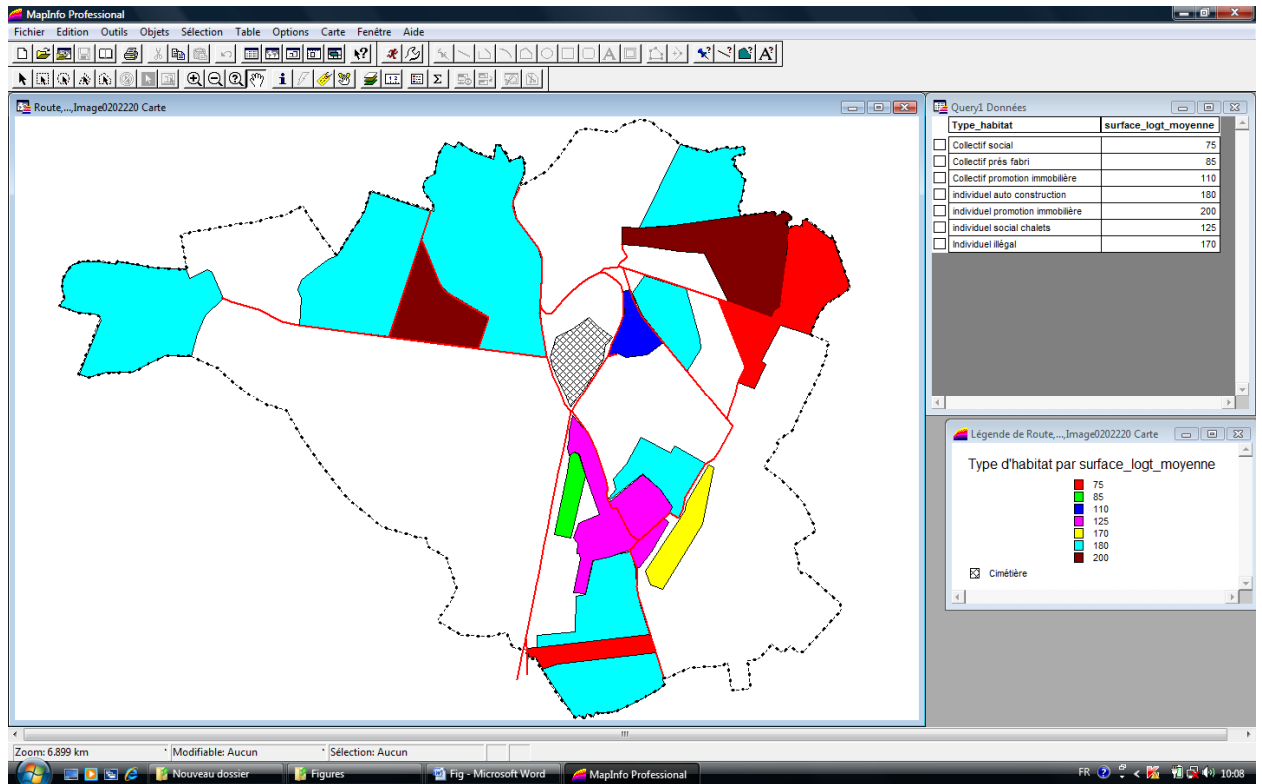 MapInfo Professional
Fichier Edition Outils Objets Sélection Table Options Carte Fenêtre Aide
Route,...,Image0202220 Carte
Query1 Données
Type_habitat surface_logt_moyenne
Collectif social 75
Collectif prés fabri 85
Collectif promotion immobilière 110
individuel auto construction 180
individuel promotion immobilière 200
individuel social chalets 125
Individuel illégal 170
Légende de Route,...,Image0202220 Carte
Type d'habitat par surface_logt_moyenne
75
85
110
125
170
180
200
Cimétière
Zoom: 6.899 km Modifiable: Aucun Sélection: Aucun
Nouveau dossier Figures Fig - Microsoft Word MapInfo Professional FR 10:08